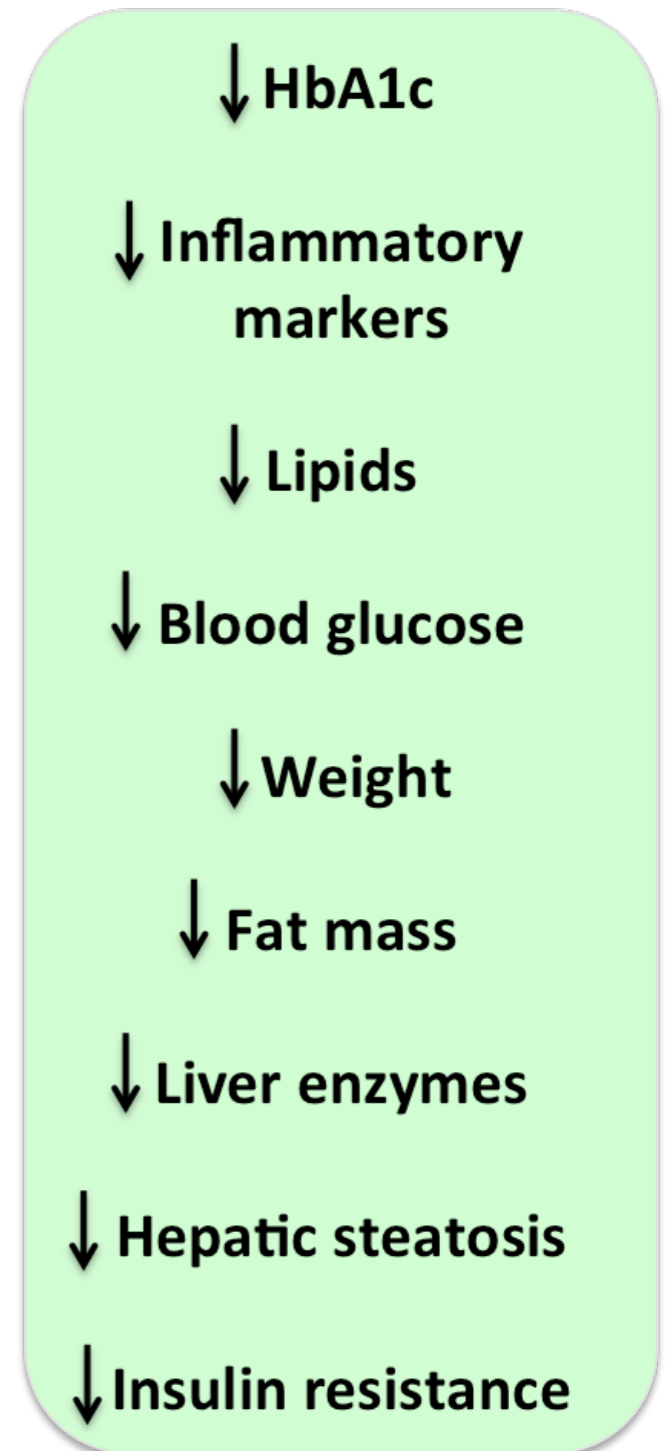 ↓ HbA1c
↓ Inflammatory
markers
↓ Lipids
↓ Blood glucose
↓ Weight
↓ Fat mass
↓ Liver enzymes
↓ Hepatic steatosis
↓ Insulin resistance